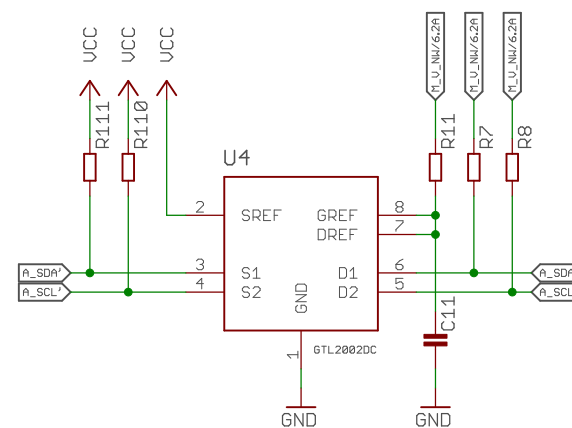 VCC
VCC
VCC
M_V_NW/6.2A
M_V_NW/6.2A
M_V_NW/6.2A
R111
R110
R11
R7
R8
U4
2
SREF
GREF
8
DREF
7
A_SDA'
3
S1
D1
6
A_SDA
A_SCL'
4
S2
D2
5
A_SCL
GND
1
GTL2002DC
C11
GND
GND